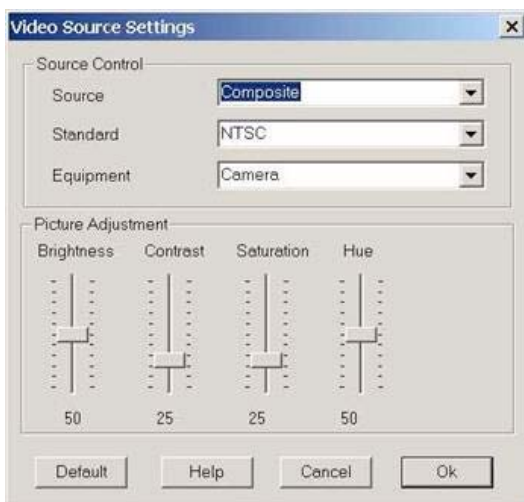 Video Source Settings
Source Control
Source Composite
Standard NTSC
Equipment Camera
Picture Adjustment
Brightness Contrast Saturation Hue
50 25 25 50
Default Help Cancel Ok